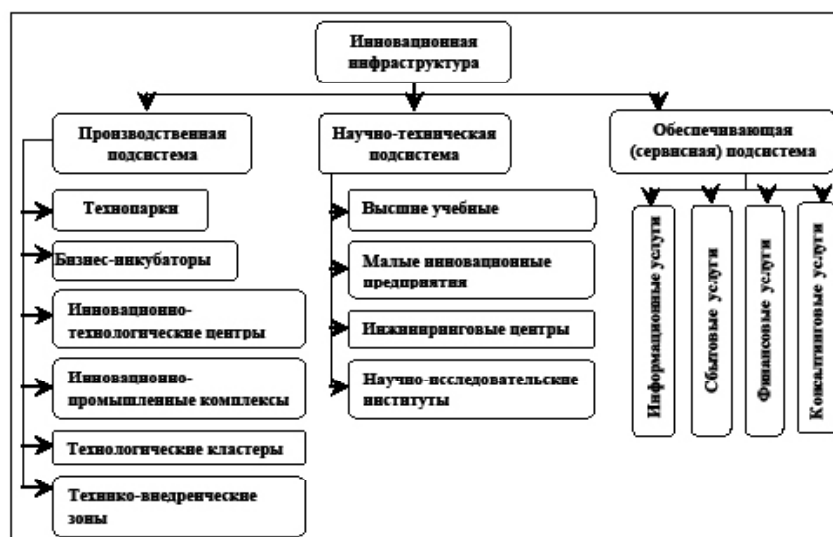 Инновационная
инфраструктура
Производственная
подсистема
Научно-техническая
подсистема
Обеспечивающая
(сервисная) подсистема
Технопарки
Бизнес-инкубаторы
Инновационно-
технологические центры
Инновационно-
промышленные комплексы
Технологические кластеры
Технико-внедренческие
зоны
Высшие учебные
Малые инновационные
предприятия
Инжиниринговые центры
Научно-исследовательские
институты
Информационные услуги
Сбытовые услуги
Финансовые услуги
Консалтинговые услуги